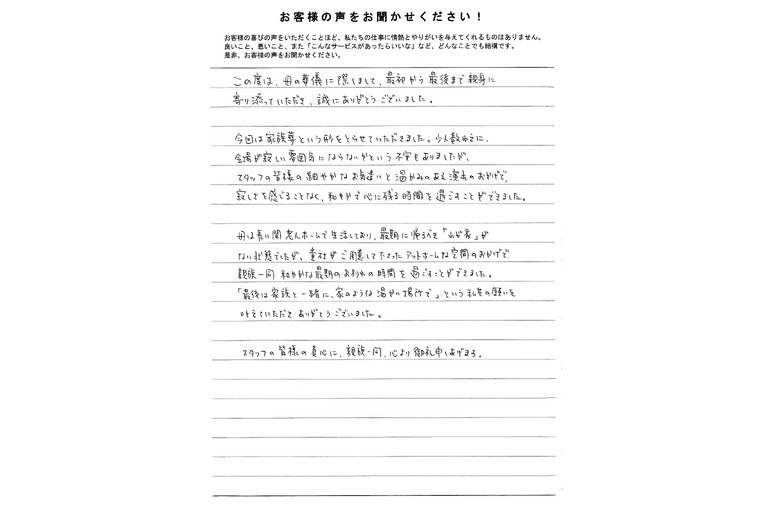 お客様の声をお聞かせください！
お客様の喜びの声をいただくことほど、私たちの仕事に情熱とやりがいを与えてくれるものはありません。
良いこと、悪いこと、また「こんなサービスがあったらいいな」など、どんなことでも結構です。
是非、お客様の声をお聞かせください。
この度は、母の葬儀に際しまして、最初から最後まで親身に
寄り添っていただき、誠にありがとうございました。
今回は家族葬という形をとらせていただきました。少人数ゆえに、
会場が寂しい雰囲気にならないかという不安もありましたが、
スタッフの皆様の細やかなお気遣いと温かみのある演出のおかげで、
寂しさを感じることなく、和やかで心に残る時間を過ごすことができました。
母は長い間老人ホームで生活しており、最期に帰るべき「わが家」が
ない状態でしたが、貴社がご用意して下さったアットホームな空間のおかげで、
親族一同和やかな最期のお別れの時間を過ごすことができました。
「最後は家族と一緒に、家のような温かい場所で」という私達の願いを
叶えていただき ありがとうございました。
スタッフの皆様の真心に、親族一同、心より御礼申しあげます。